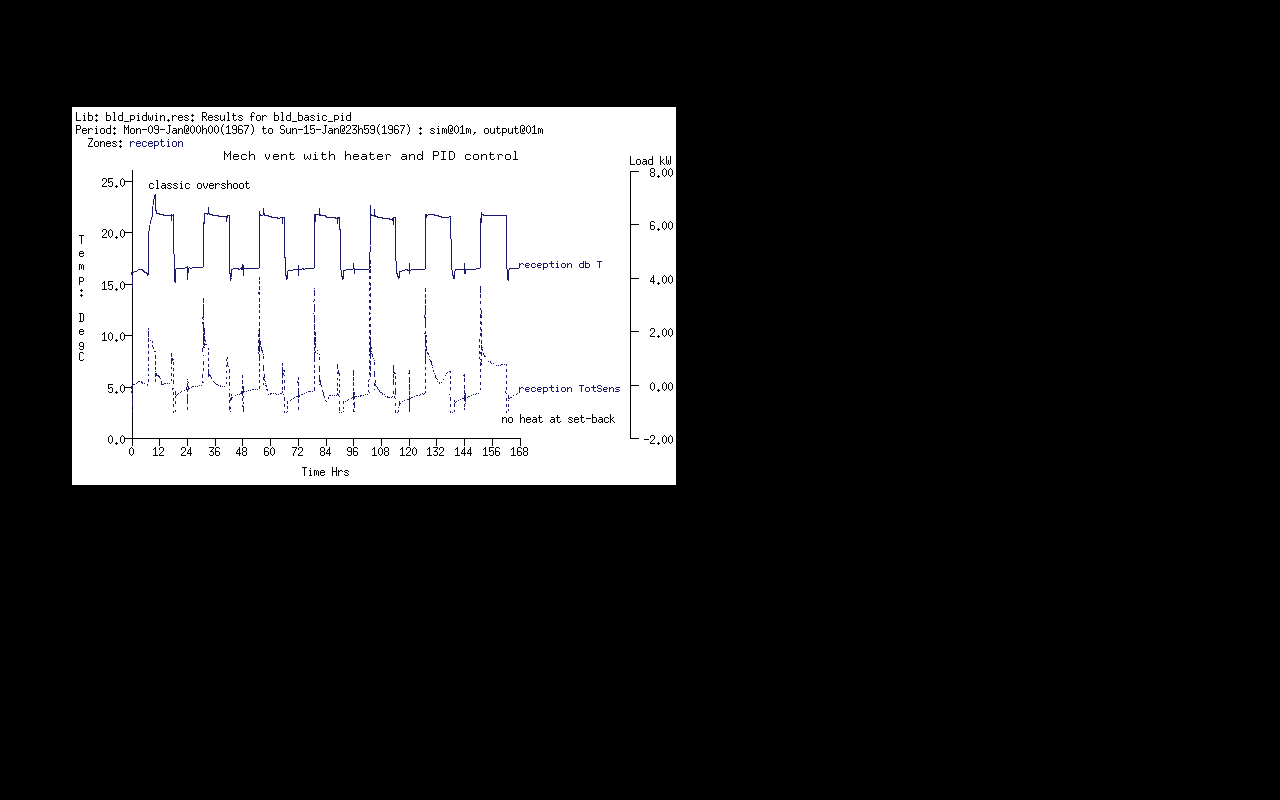 Lib: bld_pidwin.res: Results for bld_basic_pid
Period: Mon-09-Jan@00h00(1967) to Sun-15-Jan@23h59(1967) : sim@01m, output@01m
Zones: reception
Mech vent with heater and PID control
Load kW
classic overshoot
25.0
20.0
15.0
10.0
5.0
0.0
Temp: DegC
8.00
6.00
4.00
2.00
0.00
-2.00
reception db T
reception TotSens
no heat at set-back
0 12 24 36 48 60 72 84 96 108 120 132 144 156 168
Time Hrs